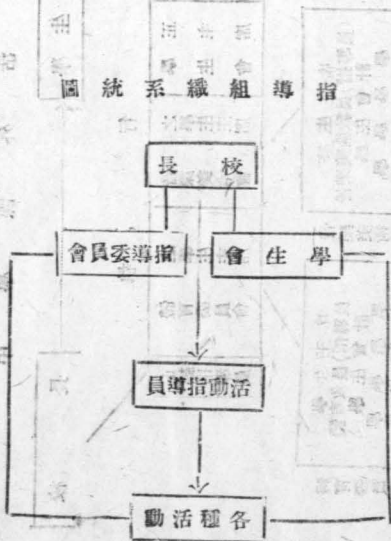 指導組織系統圖
校長
學生會
指導委員會
活動指導員
各種活動